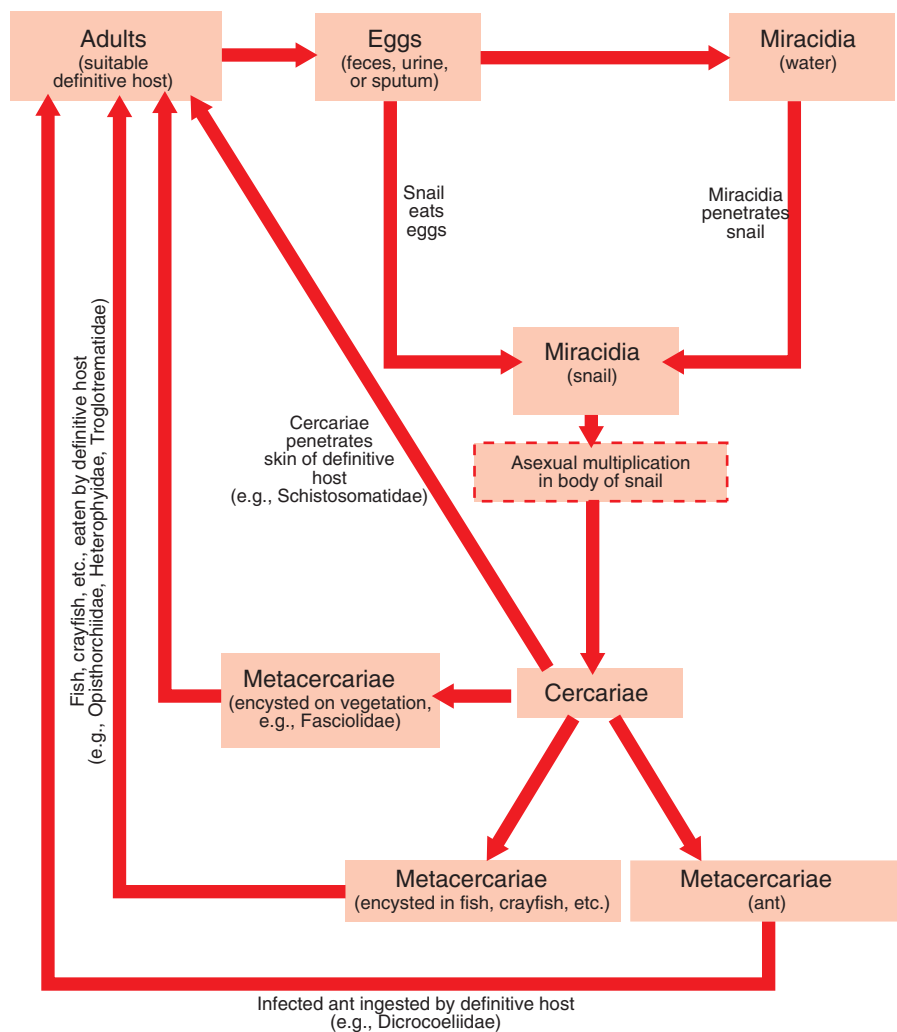 Adults
(suitable
definitive host)
Eggs
(feces, urine,
or sputum)
Miracidia
(water)
Snail
eats
eggs
Miracidia
penetrates
snail
Miracidia
(snail)
Asexual multiplication
in body of snail
Cercariae
penetrates
skin of definitive
host
(e.g., Schistosomatidae)
Fish, crayfish, etc., eaten by definitive host
(e.g., Opisthorchiidae, Heterophyidae, Troglotrematidae)
Metacercariae
(encysted on vegetation,
e.g., Fasciolidae)
Cercariae
Metacercariae
(encysted in fish, crayfish, etc.)
Metacercariae
(ant)
Infected ant ingested by definitive host
(e.g., Dicrocoeliidae)